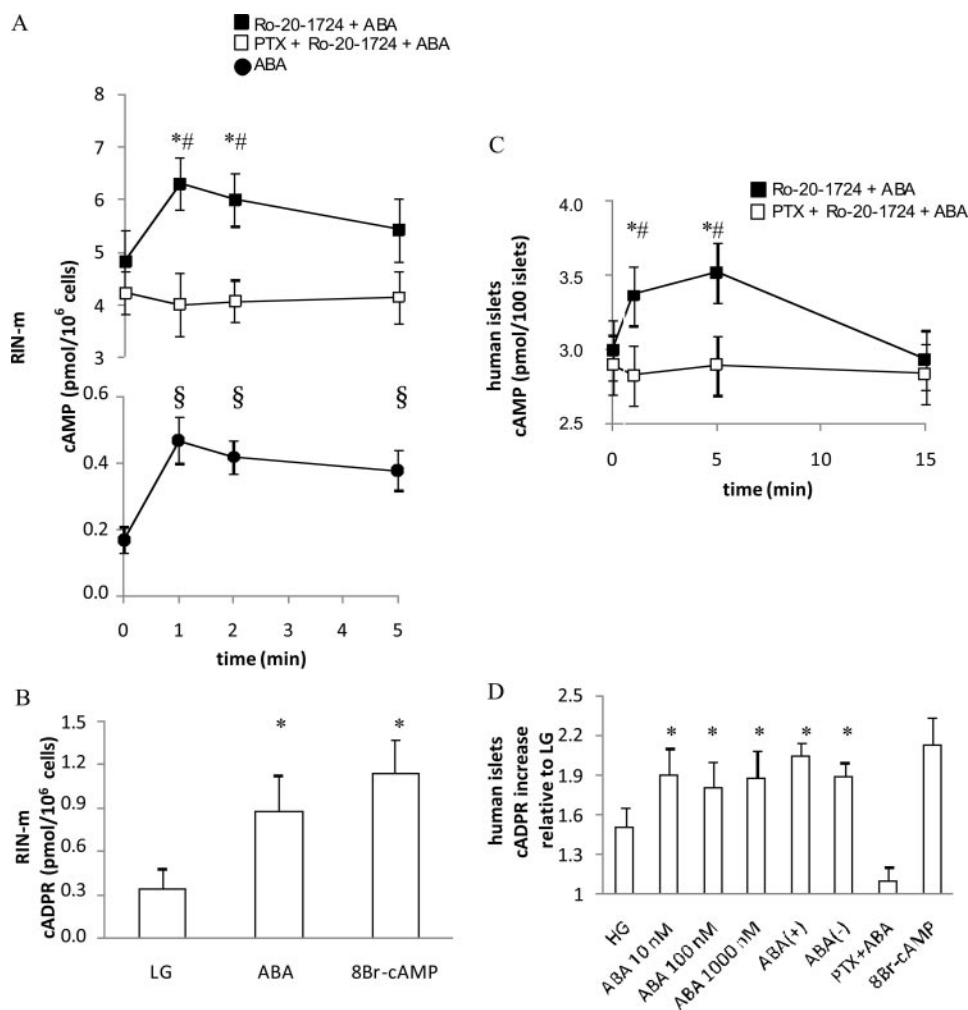 A
Ro-20-1724 + ABA
PTX + Ro-20-1724 + ABA
ABA
8
7
6
5
4
3
*#
*#
0.6
0.4
0.2
0.0
§
§
§
RIN-m
cAMP (pmol/10⁶ cells)
0 1 2 3 4 5
time (min)
C
Ro-20-1724 + ABA
PTX + Ro-20-1724 + ABA
4.0
3.5
3.0
2.5
*#
*#
human islets
cAMP (pmol/100 islets)
0 5 10 15
time (min)
B
1.5
1.2
0.9
0.6
0.3
0.0
*
*
RIN-m
cADPR (pmol/10⁶ cells)
LG ABA 8Br-cAMP
D
2.5
2.2
1.9
1.6
1.3
1
* * * * *
human islets
cADPR increase
relative to LG
HG
ABA 10 nM
ABA 100 nM
ABA 1000 nM
ABA(+)
ABA(-)
PTX+ABA
8Br-cAMP